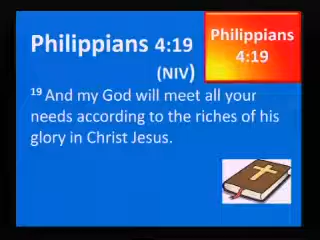 Philippians 4:19
(NIV)
Philippians
4:19
19 And my God will meet all your
needs according to the riches of his
glory in Christ Jesus.